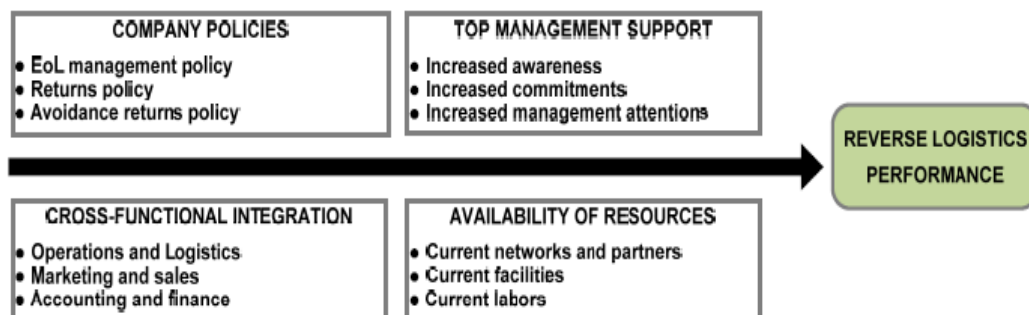 COMPANY POLICIES
• EoL management policy
• Returns policy
• Avoidance returns policy
TOP MANAGEMENT SUPPORT
• Increased awareness
• Increased commitments
• Increased management attentions
REVERSE LOGISTICS
PERFORMANCE
CROSS-FUNCTIONAL INTEGRATION
• Operations and Logistics
• Marketing and sales
• Accounting and finance
AVAILABILITY OF RESOURCES
• Current networks and partners
• Current facilities
• Current labors